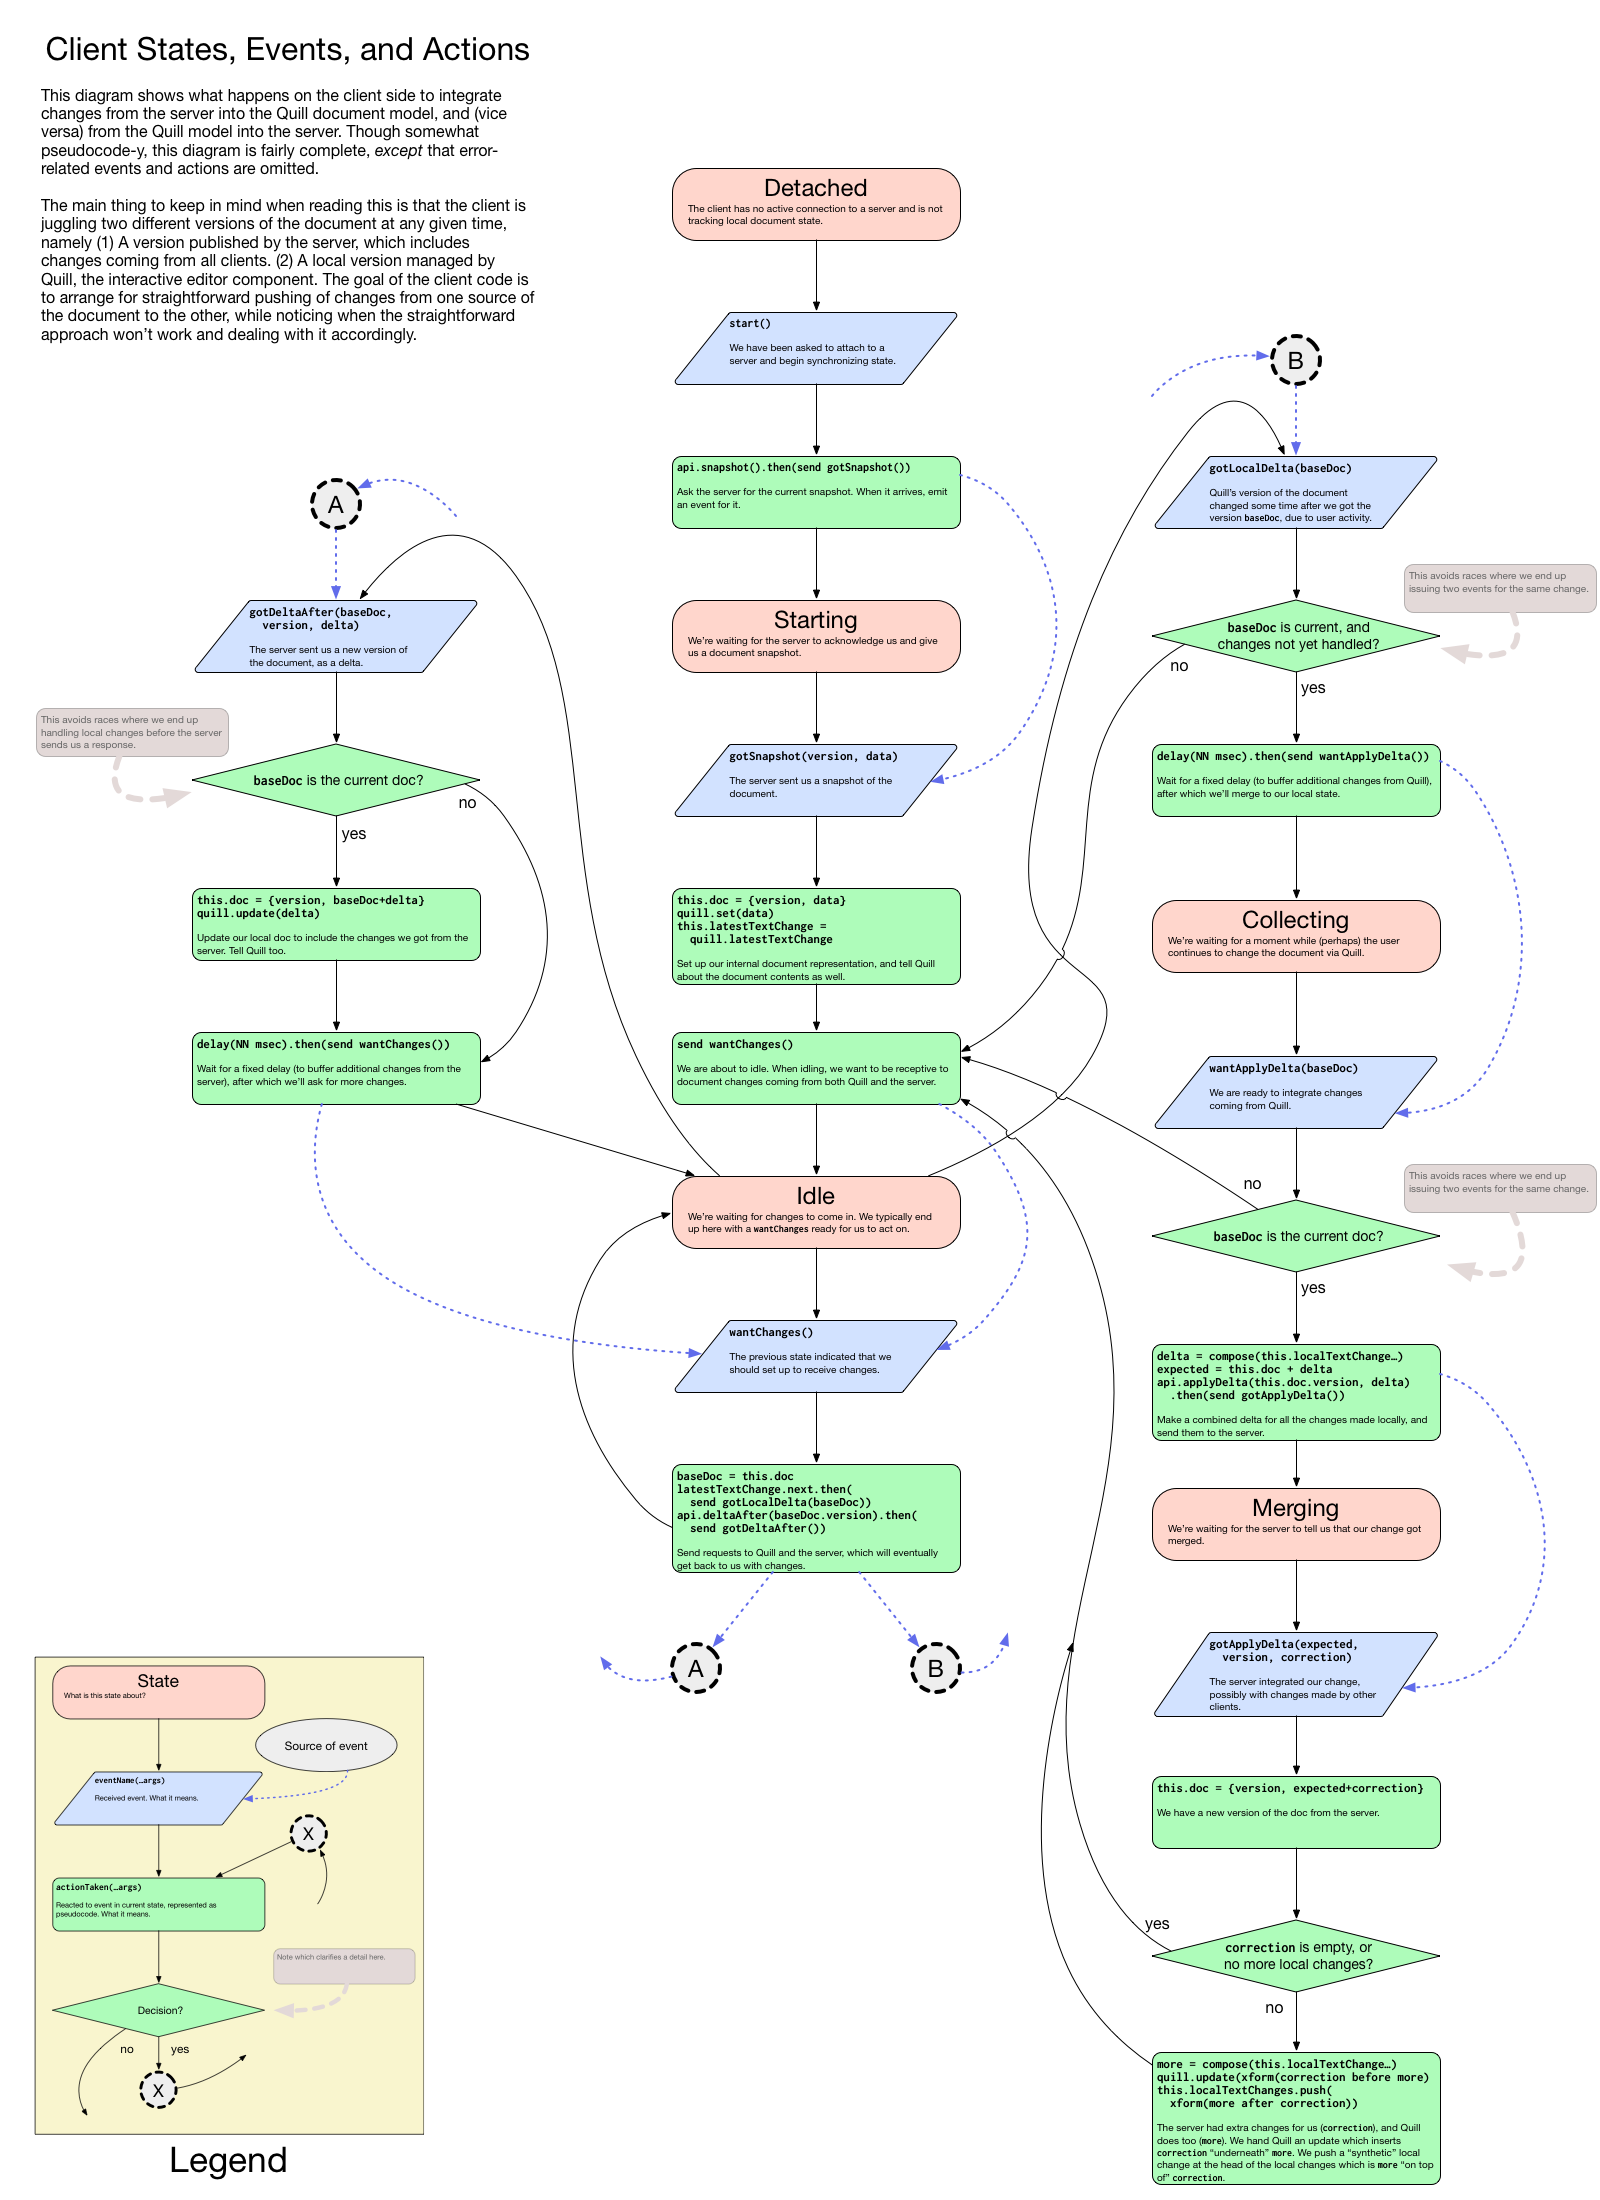 Client States, Events, and Actions
This diagram shows what happens on the client side to integrate
changes from the server into the Quill document model, and (vice
versa) from the Quill model into the server. Though somewhat
pseudocode-y, this diagram is fairly complete, except that error-
related events and actions are omitted.
The main thing to keep in mind when reading this is that the client is
juggling two different versions of the document at any given time,
namely (1) A version published by the server, which includes
changes coming from all clients. (2) A local version managed by
Quill, the interactive editor component. The goal of the client code is
to arrange for straightforward pushing of changes from one source of
the document to the other, while noticing when the straightforward
approach won’t work and dealing with it accordingly.
A
gotDeltaAfter(baseDoc,
version, delta)
The server sent us a new version of
the document, as a delta.
This avoids races where we end up
handling local changes before the server
sends us a response.
baseDoc is the current doc?
no
yes
this.doc = {version, baseDoc+delta}
quill.update(delta)
Update our local doc to include the changes we got from the
server. Tell Quill too.
delay(NN msec).then(send wantChanges())
Wait for a fixed delay (to buffer additional changes from the
server), after which we’ll ask for more changes.
Detached
The client has no active connection to a server and is not
tracking local document state.
start()
We have been asked to attach to a
server and begin synchronizing state.
api.snapshot().then(send gotSnapshot())
Ask the server for the current snapshot. When it arrives, emit
an event for it.
Starting
We’re waiting for the server to acknowledge us and give
us a document snapshot.
gotSnapshot(version, data)
The server sent us a snapshot of the
document.
this.doc = {version, data}
quill.set(data)
this.latestTextChange =
quill.latestTextChange
Set up our internal document representation, and tell Quill
about the document contents as well.
send wantChanges()
We are about to idle. When idling, we want to be receptive to
document changes coming from both Quill and the server.
Idle
We’re waiting for changes to come in. We typically end
up here with a wantChanges ready for us to act on.
wantChanges()
The previous state indicated that we
should set up to receive changes.
baseDoc = this.doc
latestTextChange.next.then(
send gotLocalDelta(baseDoc))
api.deltaAfter(baseDoc.version).then(
send gotDeltaAfter())
Send requests to Quill and the server, which will eventually
get back to us with changes.
A
B
B
gotLocalDelta(baseDoc)
Quill’s version of the document
changed some time after we got the
version baseDoc, due to user activity.
This avoids races where we end up
issuing two events for the same change.
baseDoc is current, and
changes not yet handled?
no
yes
delay(NN msec).then(send wantApplyDelta())
Wait for a fixed delay (to buffer additional changes from Quill),
after which we’ll merge to our local state.
Collecting
We’re waiting for a moment while (perhaps) the user
continues to change the document via Quill.
wantApplyDelta(baseDoc)
We are ready to integrate changes
coming from Quill.
This avoids races where we end up
issuing two events for the same change.
no
baseDoc is the current doc?
yes
delta = compose(this.localTextChange…)
expected = this.doc + delta
api.applyDelta(this.doc.version, delta)
.then(send gotApplyDelta())
Make a combined delta for all the changes made locally, and
send them to the server.
Merging
We’re waiting for the server to tell us that our change got
merged.
gotApplyDelta(expected,
version, correction)
The server integrated our change,
possibly with changes made by other
clients.
this.doc = {version, expected+correction}
We have a new version of the doc from the server.
yes
correction is empty, or
no more local changes?
no
more = compose(this.localTextChange…)
quill.update(xform(correction before more)
this.localTextChanges.push(
xform(more after correction))
The server had extra changes for us (correction), and Quill
does too (more). We hand Quill an update which inserts
correction “underneath” more. We push a “synthetic” local
change at the head of the local changes which is more “on top
of” correction.
State
What is this state about?
Source of event
eventName(…args)
Received event. What it means.
X
actionTaken(…args)
Reacted to event in current state, represented as
pseudocode. What it means.
Note which clarifies a detail here.
Decision?
no
yes
X
Legend